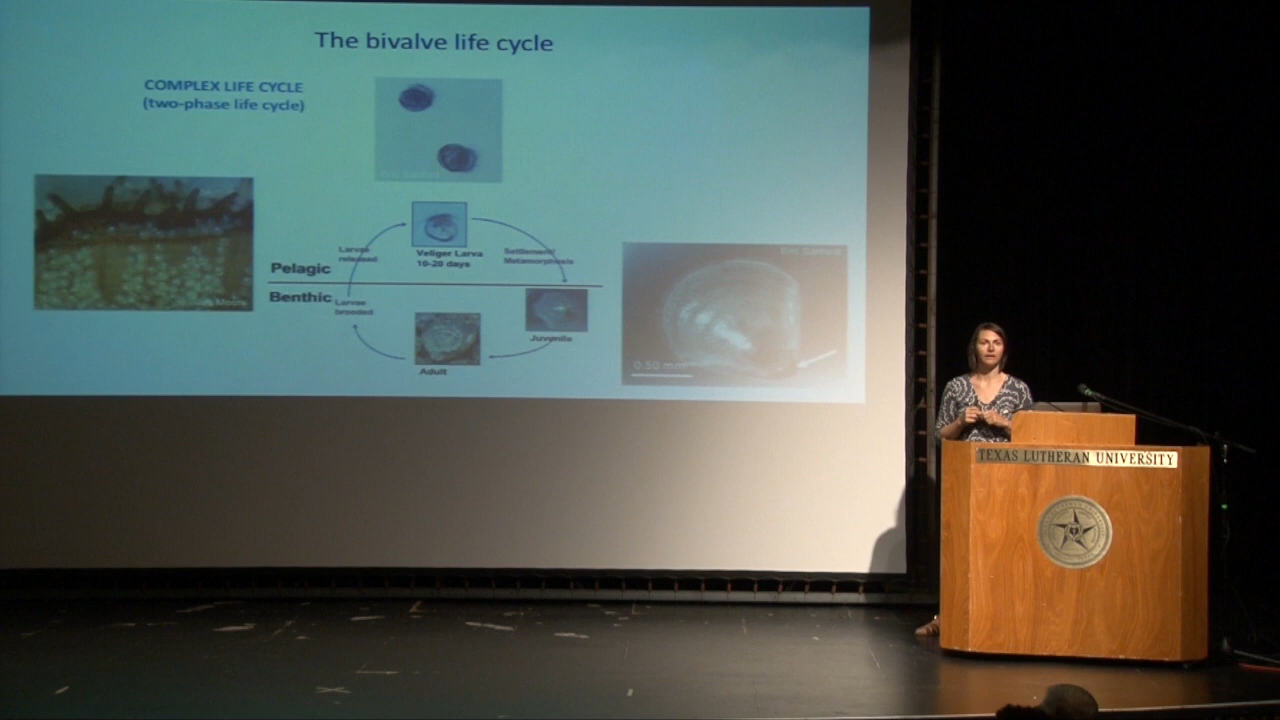 The bivalve life cycle
COMPLEX LIFE CYCLE
(two-phase life cycle)
Larvae
released
Veliger Larva
10-20 days
Settlement/
Metamorphosis
Pelagic
Benthic
Larvae
brooded
Juvenile
Adult
0.50 mm
TEXAS LUTHERAN UNIVERSITY